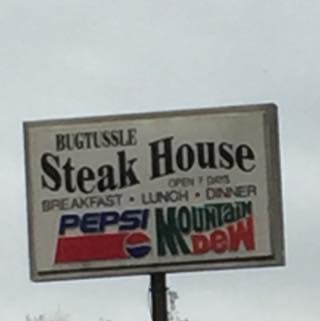 BUGTUSSLE
Steak House
OPEN 7 DAYS
BREAKFAST • LUNCH • DINNER
PEPSI
MOUNTAIN
DEW